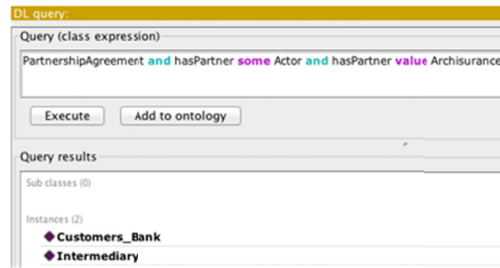 DL query:
Query (class expression)
PartnershipAgreement and hasPartner some Actor and hasPartner value Archisurance
Execute
Add to ontology
Query results
Sub classes (0)
Instances (2)
Customers_Bank
Intermediary